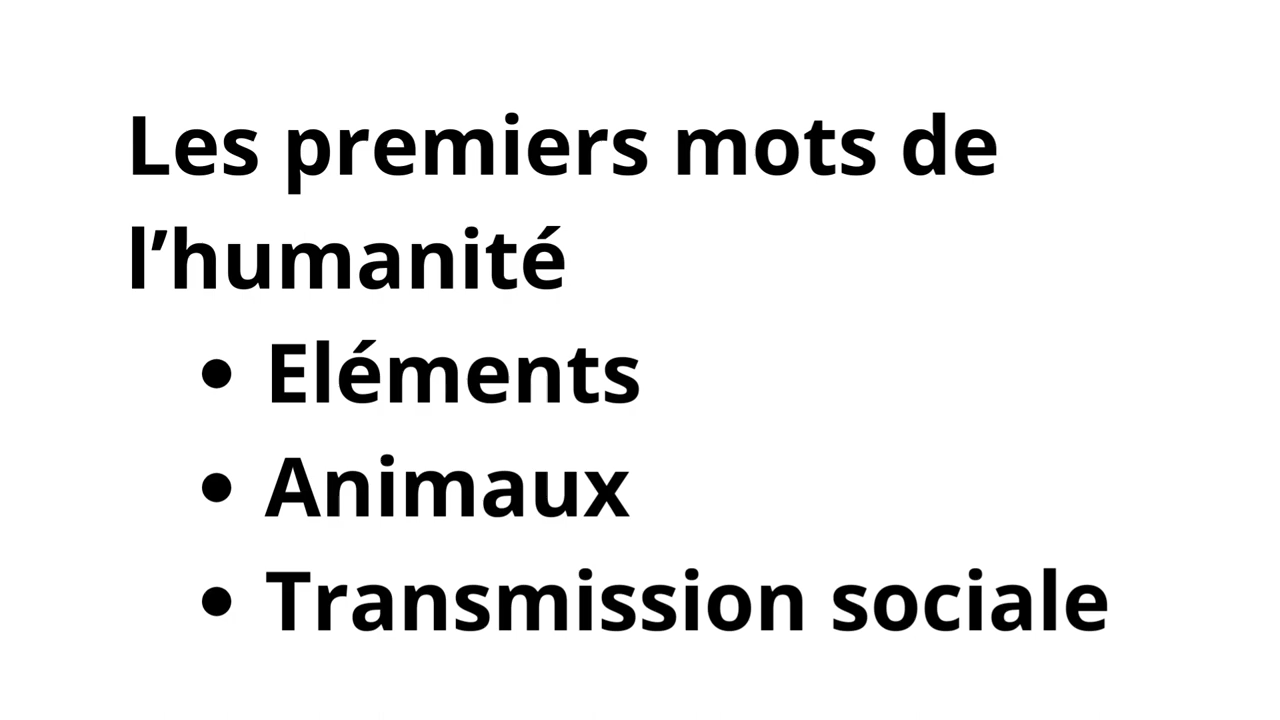 Les premiers mots de
l’humanité
• Eléments
• Animaux
• Transmission sociale